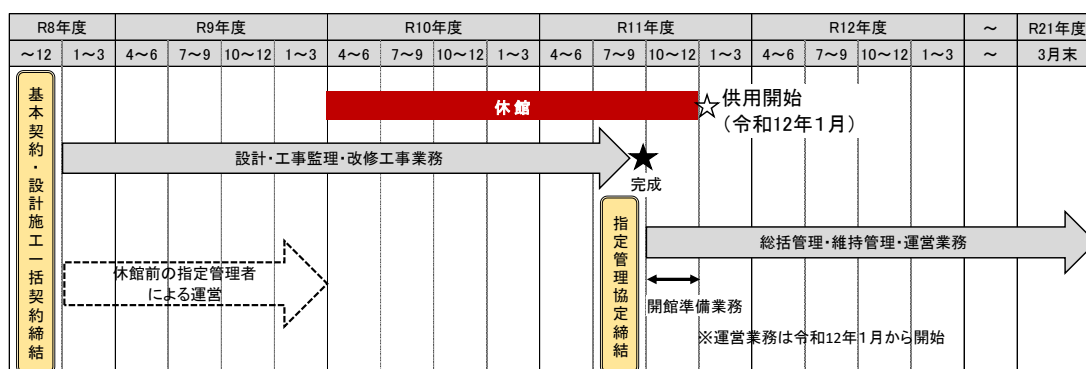 R8年度 R9年度 R10年度 R11年度 R12年度 ～ R21年度
～12 1～3 4～6 7～9 10～12 1～3 4～6 7～9 10～12 1～3 4～6 7～9 10～12 1～3 4～6 7～9 10～12 1～3 ～ 3月末
基本契約・設計施工一括契約締結
休館
☆供用開始
（令和12年１月）
設計・工事監理・改修工事業務
★
完成
指定管理協定締結
総括管理・維持管理・運営業務
休館前の指定管理者
による運営
開館準備業務
※運営業務は令和12年１月から開始